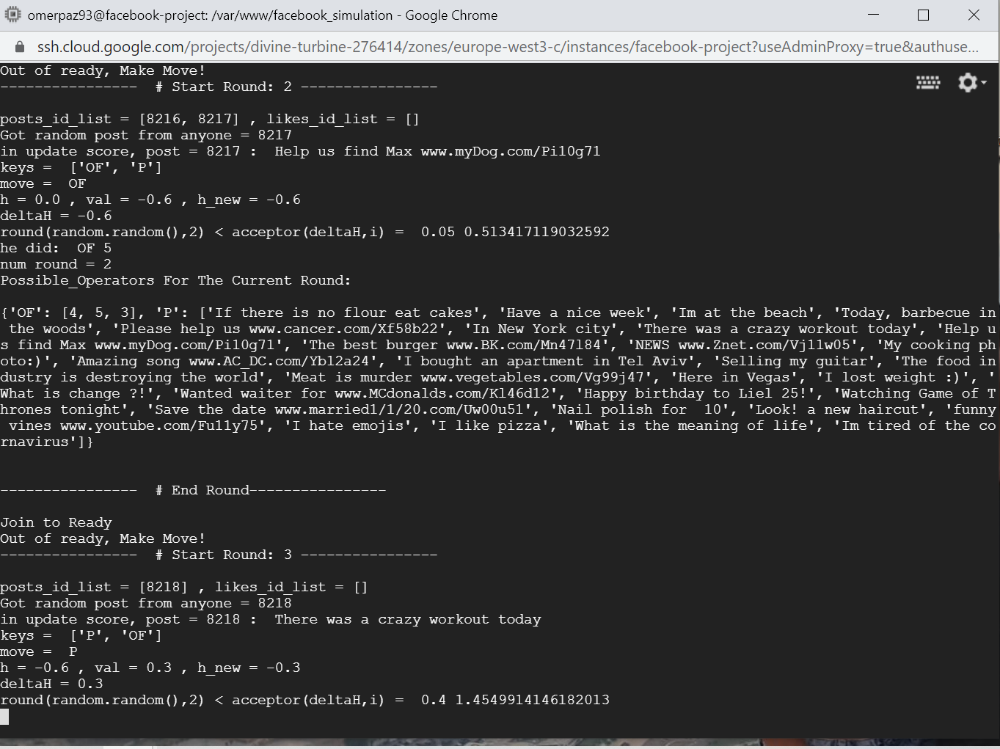 omerpaz93@facebook-project: /var/www/facebook_simulation - Google Chrome
ssh.cloud.google.com/projects/divine-turbine-276414/zones/europe-west3-c/instances/facebook-project?useAdminProxy=true&authuse...
Out of ready, Make Move!
----------------  # Start Round: 2 ----------------
posts_id_list = [8216, 8217] , likes_id_list = []
Got random post from anyone = 8217
in update score, post = 8217 :  Help us find Max www.myDog.com/Pi10g71
keys =  ['OF', 'P']
move =  OF
h = 0.0 , val = -0.6 , h_new = -0.6
deltaH = -0.6
round(random.random(),2) < acceptor(deltaH,i) =  0.05 0.513417119032592
he did:  OF 5
num round = 2
Possible_Operators For The Current Round:
{'OF': [4, 5, 3], 'P': ['If there is no flour eat cakes', 'Have a nice week', 'Im at the beach', 'Today, barbecue in
 the woods', 'Please help us www.cancer.com/Xf58b22', 'In New York city', 'There was a crazy workout today', 'Help u
s find Max www.myDog.com/Pi10g71', 'The best burger www.BK.com/Mn47l84', 'NEWS www.Znet.com/Vj11w05', 'My cooking ph
oto:)', 'Amazing song www.AC_DC.com/Yb12a24', 'I bought an apartment in Tel Aviv', 'Selling my guitar', 'The food in
dustry is destroying the world', 'Meat is murder www.vegetables.com/Vg99j47', 'Here in Vegas', 'I lost weight :)', '
What is change ?!', 'Wanted waiter for www.MCdonalds.com/Kl46d12', 'Happy birthday to Liel 25!', 'Watching Game of T
hrones tonight', 'Save the date www.married1/1/20.com/Uw00u51', 'Nail polish for  10', 'Look! a new haircut', 'funny
 vines www.youtube.com/Fu11y75', 'I hate emojis', 'I like pizza', 'What is the meaning of life', 'Im tired of the co
rnavirus']}
----------------  # End Round----------------
Join to Ready
Out of ready, Make Move!
----------------  # Start Round: 3 ----------------
posts_id_list = [8218] , likes_id_list = []
Got random post from anyone = 8218
in update score, post = 8218 :  There was a crazy workout today
keys =  ['P', 'OF']
move =  P
h = -0.6 , val = 0.3 , h_new = -0.3
deltaH = 0.3
round(random.random(),2) < acceptor(deltaH,i) =  0.4 1.4549914146182013